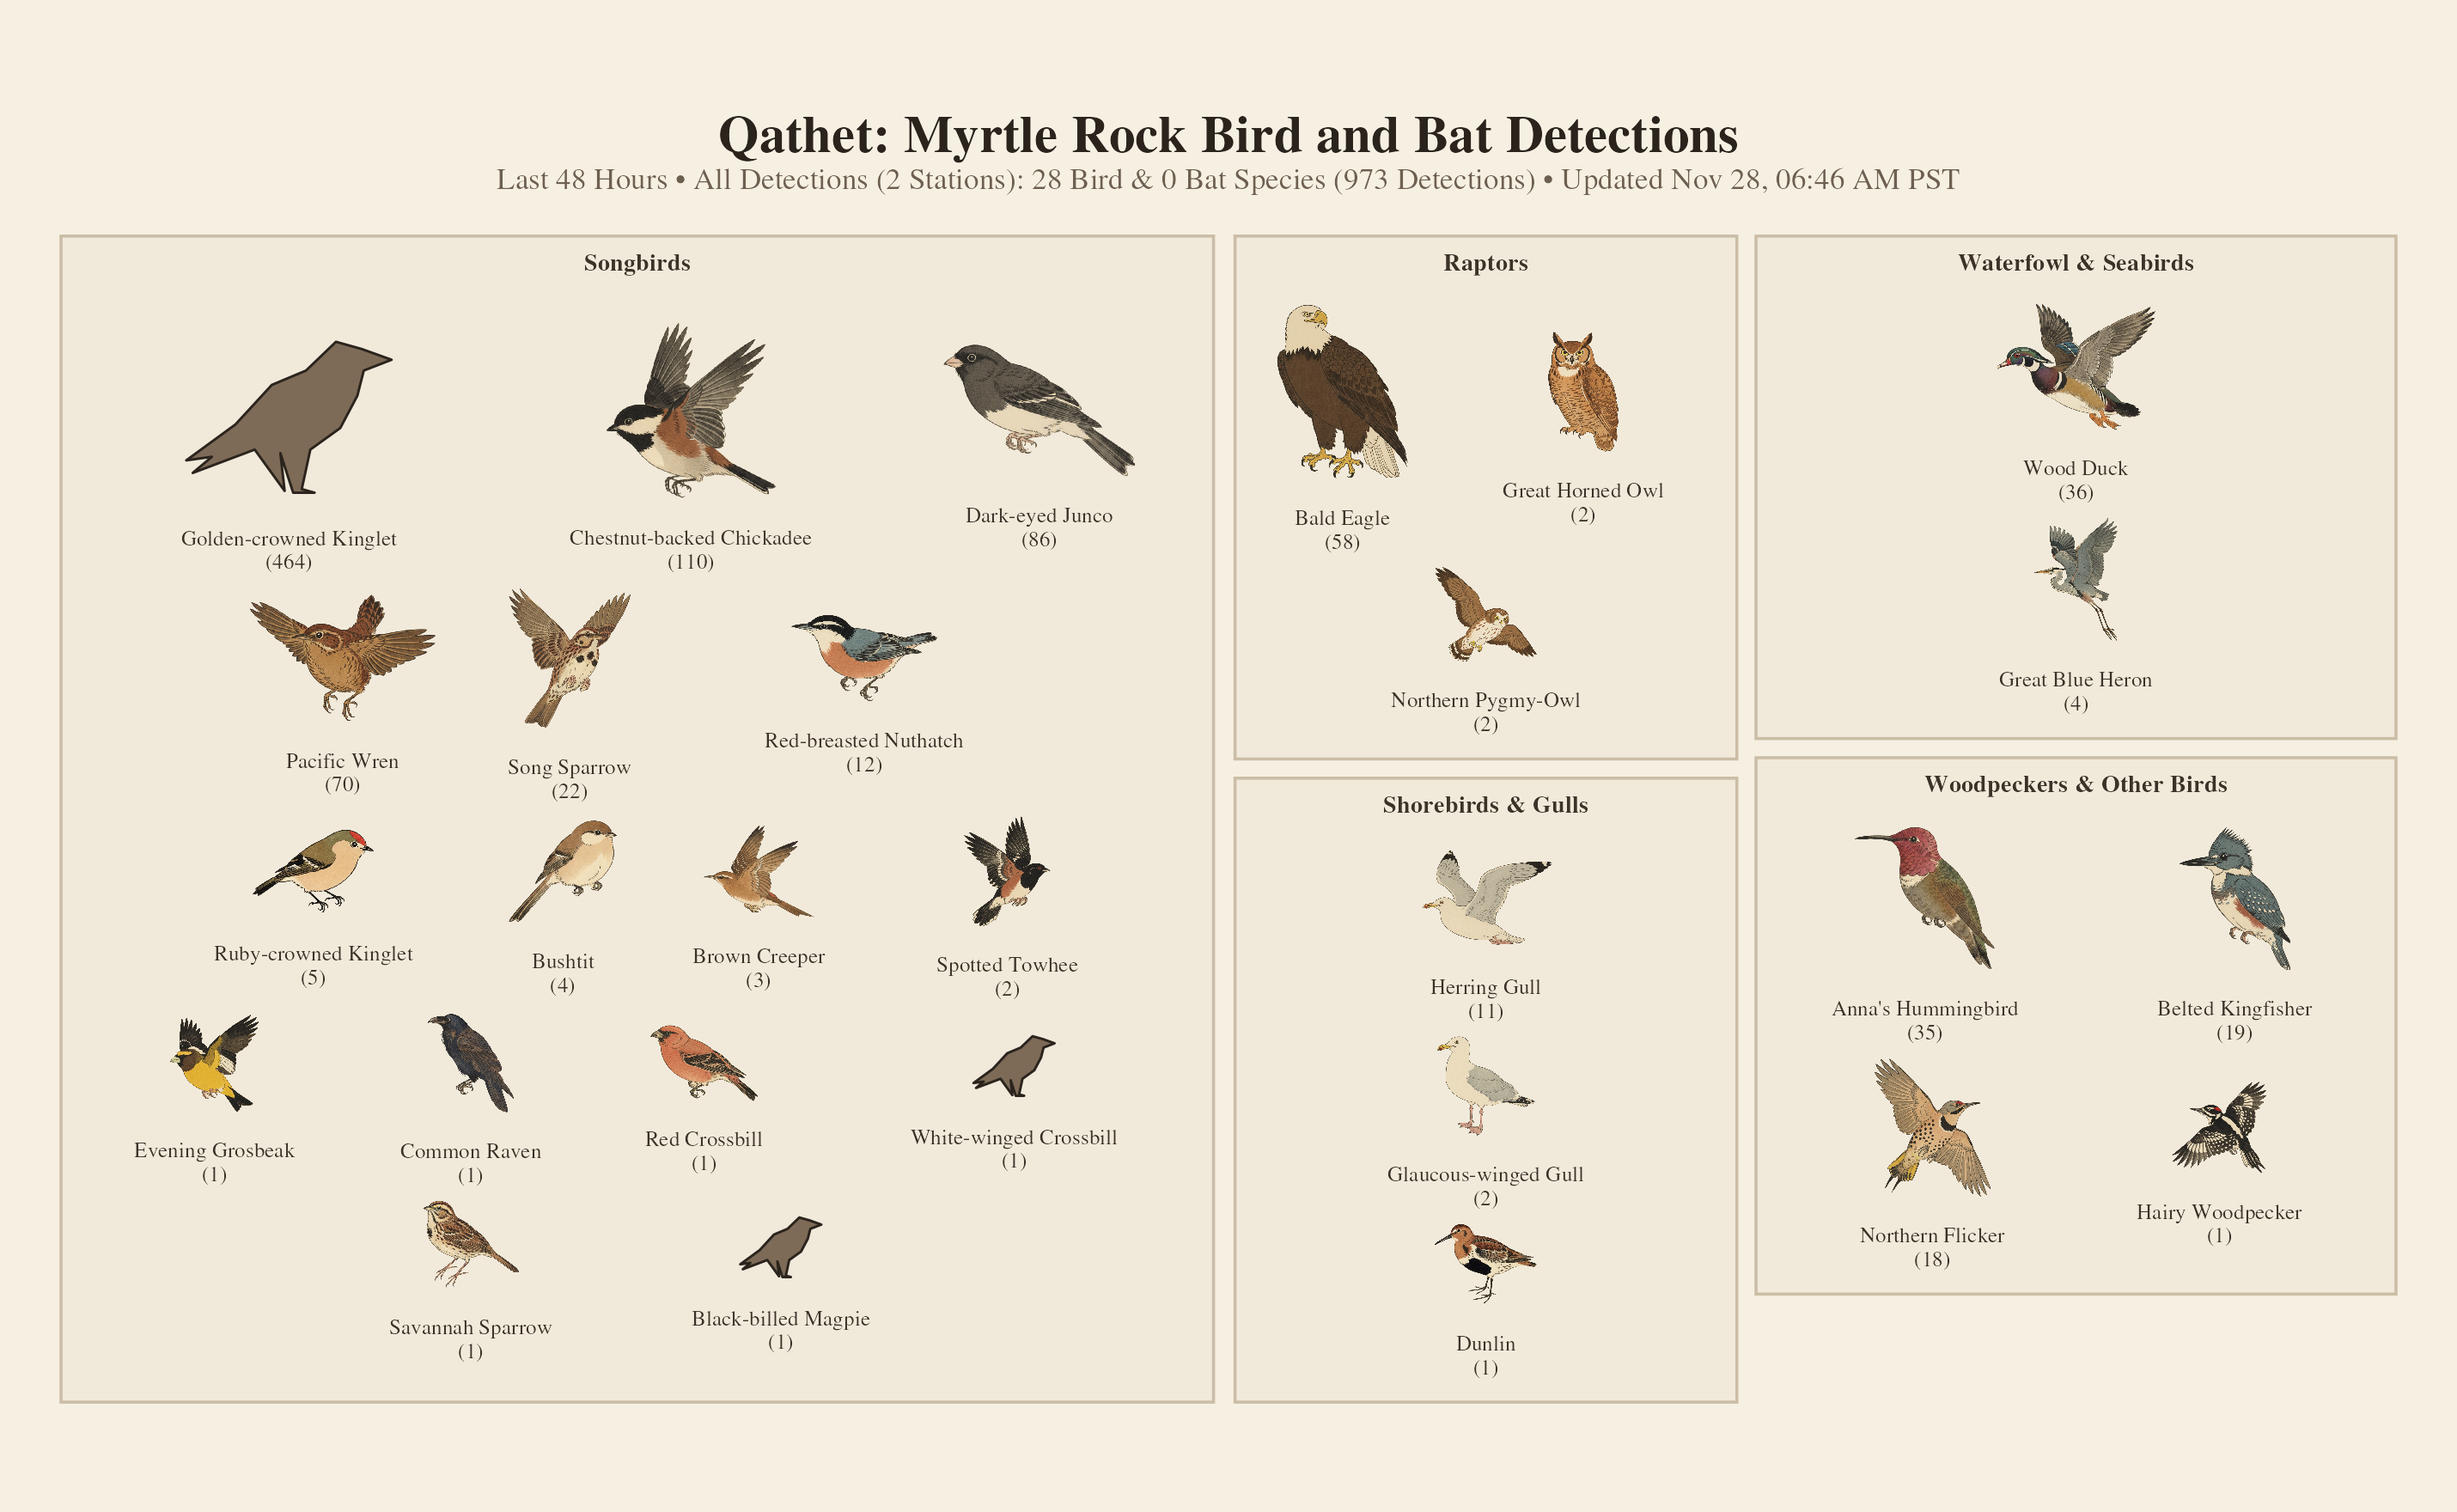 Qathet: Myrtle Rock Bird and Bat Detections
Last 48 Hours • All Detections (2 Stations): 28 Bird & 0 Bat Species (973 Detections) • Updated Nov 28, 06:46 AM PST
Songbirds
Golden-crowned Kinglet
(464)
Chestnut-backed Chickadee
(110)
Dark-eyed Junco
(86)
Pacific Wren
(70)
Song Sparrow
(22)
Red-breasted Nuthatch
(12)
Ruby-crowned Kinglet
(5)
Bushtit
(4)
Brown Creeper
(3)
Spotted Towhee
(2)
Evening Grosbeak
(1)
Common Raven
(1)
Red Crossbill
(1)
White-winged Crossbill
(1)
Savannah Sparrow
(1)
Black-billed Magpie
(1)
Raptors
Bald Eagle
(58)
Great Horned Owl
(2)
Northern Pygmy-Owl
(2)
Shorebirds & Gulls
Herring Gull
(11)
Glaucous-winged Gull
(2)
Dunlin
(1)
Waterfowl & Seabirds
Wood Duck
(36)
Great Blue Heron
(4)
Woodpeckers & Other Birds
Anna's Hummingbird
(35)
Belted Kingfisher
(19)
Northern Flicker
(18)
Hairy Woodpecker
(1)